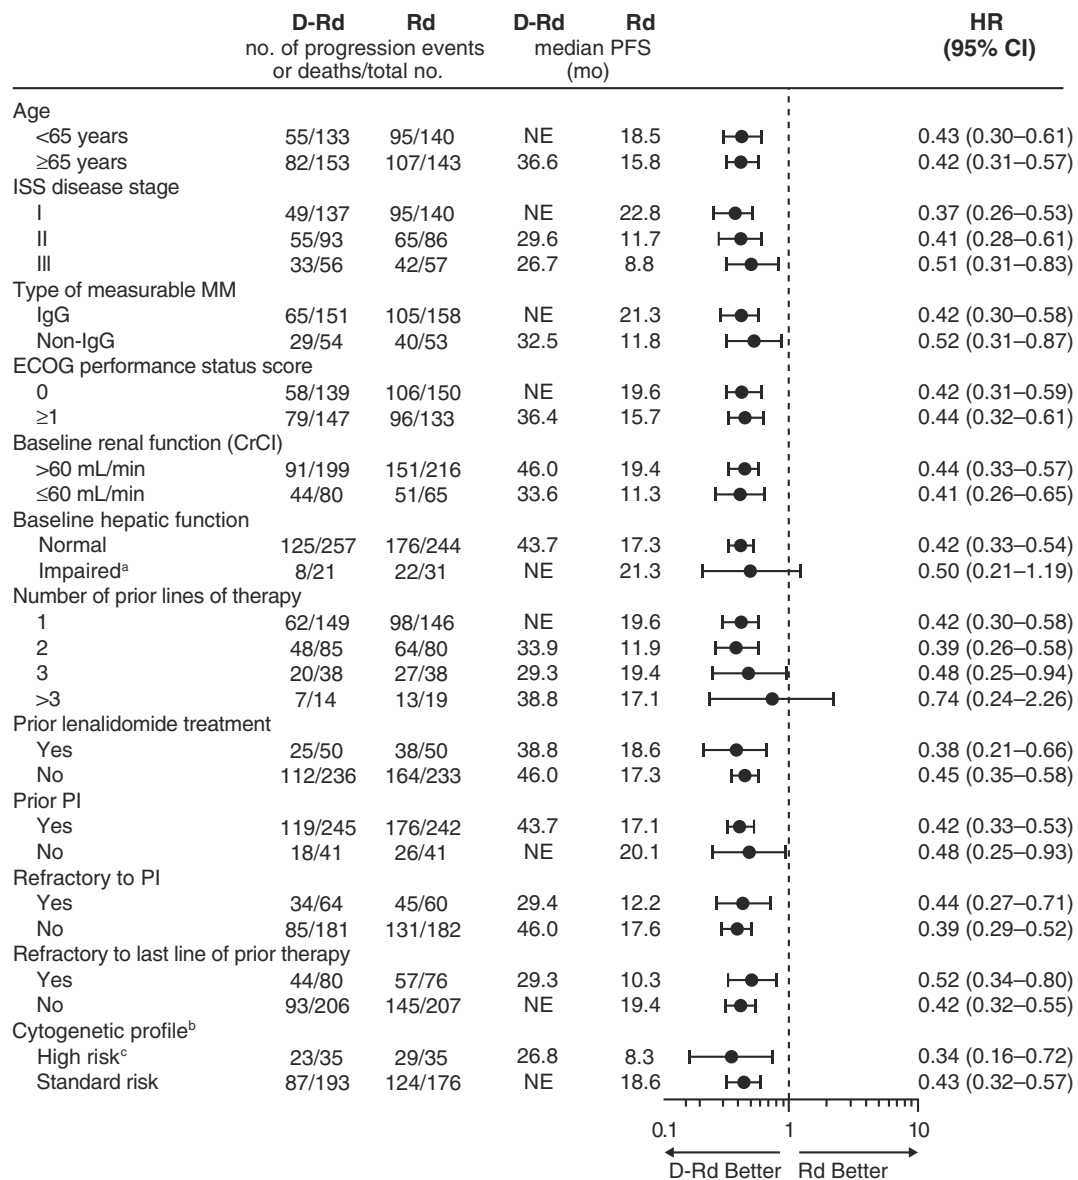 D-Rd Rd D-Rd Rd HR
no. of progression events median PFS (95% CI)
or deaths/total no. (mo)
Age
<65 years 55/133 95/140 NE 18.5 0.43 (0.30–0.61)
≥65 years 82/153 107/143 36.6 15.8 0.42 (0.31–0.57)
ISS disease stage
I 49/137 95/140 NE 22.8 0.37 (0.26–0.53)
II 55/93 65/86 29.6 11.7 0.41 (0.28–0.61)
III 33/56 42/57 26.7 8.8 0.51 (0.31–0.83)
Type of measurable MM
IgG 65/151 105/158 NE 21.3 0.42 (0.30–0.58)
Non-IgG 29/54 40/53 32.5 11.8 0.52 (0.31–0.87)
ECOG performance status score
0 58/139 106/150 NE 19.6 0.42 (0.31–0.59)
≥1 79/147 96/133 36.4 15.7 0.44 (0.32–0.61)
Baseline renal function (CrCI)
>60 mL/min 91/199 151/216 46.0 19.4 0.44 (0.33–0.57)
≤60 mL/min 44/80 51/65 33.6 11.3 0.41 (0.26–0.65)
Baseline hepatic function
Normal 125/257 176/244 43.7 17.3 0.42 (0.33–0.54)
Impairedᵃ 8/21 22/31 NE 21.3 0.50 (0.21–1.19)
Number of prior lines of therapy
1 62/149 98/146 NE 19.6 0.42 (0.30–0.58)
2 48/85 64/80 33.9 11.9 0.39 (0.26–0.58)
3 20/38 27/38 29.3 19.4 0.48 (0.25–0.94)
>3 7/14 13/19 38.8 17.1 0.74 (0.24–2.26)
Prior lenalidomide treatment
Yes 25/50 38/50 38.8 18.6 0.38 (0.21–0.66)
No 112/236 164/233 46.0 17.3 0.45 (0.35–0.58)
Prior PI
Yes 119/245 176/242 43.7 17.1 0.42 (0.33–0.53)
No 18/41 26/41 NE 20.1 0.48 (0.25–0.93)
Refractory to PI
Yes 34/64 45/60 29.4 12.2 0.44 (0.27–0.71)
No 85/181 131/182 46.0 17.6 0.39 (0.29–0.52)
Refractory to last line of prior therapy
Yes 44/80 57/76 29.3 10.3 0.52 (0.34–0.80)
No 93/206 145/207 NE 19.4 0.42 (0.32–0.55)
Cytogenetic profileᵇ
High riskᶜ 23/35 29/35 26.8 8.3 0.34 (0.16–0.72)
Standard risk 87/193 124/176 NE 18.6 0.43 (0.32–0.57)
0.1 1 10
D-Rd Better Rd Better